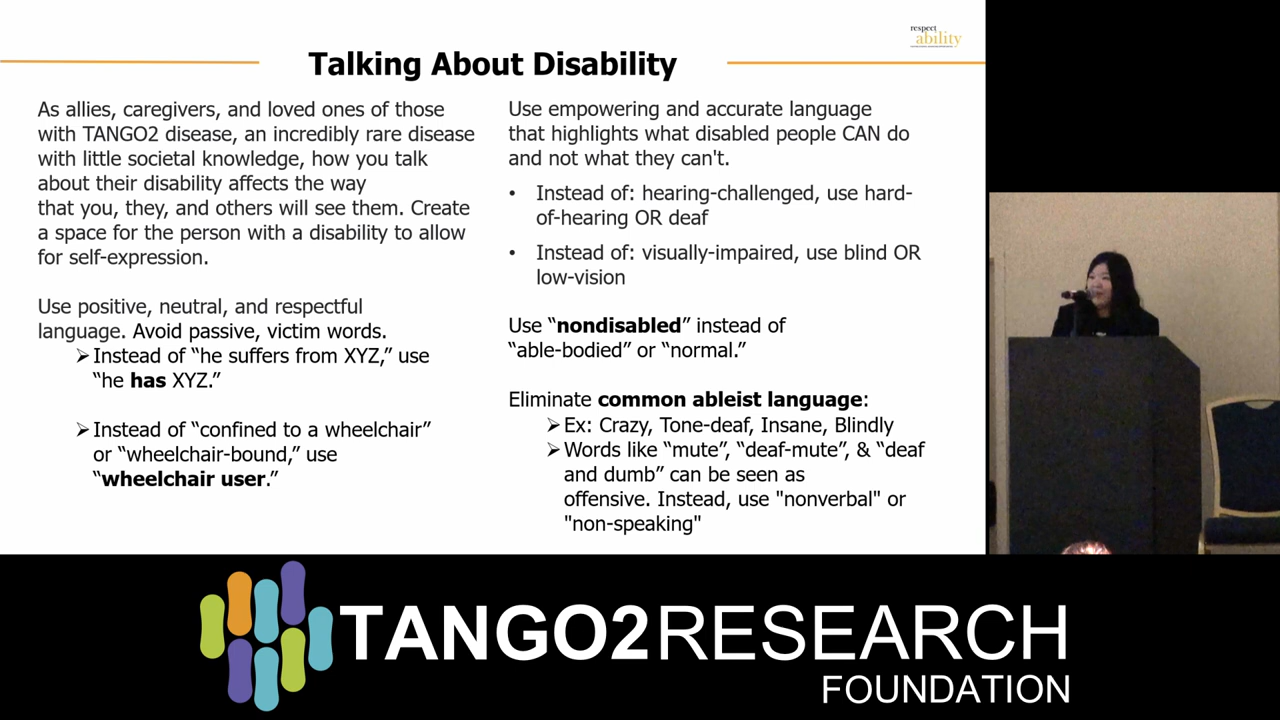 respect
ability
Talking About Disability
As allies, caregivers, and loved ones of those
with TANGO2 disease, an incredibly rare disease
with little societal knowledge, how you talk
about their disability affects the way
that you, they, and others will see them. Create
a space for the person with a disability to allow
for self-expression.
Use positive, neutral, and respectful
language. Avoid passive, victim words.
➢Instead of “he suffers from XYZ,” use
“he has XYZ.”
➢Instead of “confined to a wheelchair”
or “wheelchair-bound,” use
“wheelchair user.”
Use empowering and accurate language
that highlights what disabled people CAN do
and not what they can't.
• Instead of: hearing-challenged, use hard-
of-hearing OR deaf
• Instead of: visually-impaired, use blind OR
low-vision
Use “nondisabled” instead of
“able-bodied” or “normal.”
Eliminate common ableist language:
➢Ex: Crazy, Tone-deaf, Insane, Blindly
➢Words like “mute”, “deaf-mute”, & “deaf
and dumb” can be seen as
offensive. Instead, use "nonverbal" or
"non-speaking"
TANGO2RESEARCH
FOUNDATION